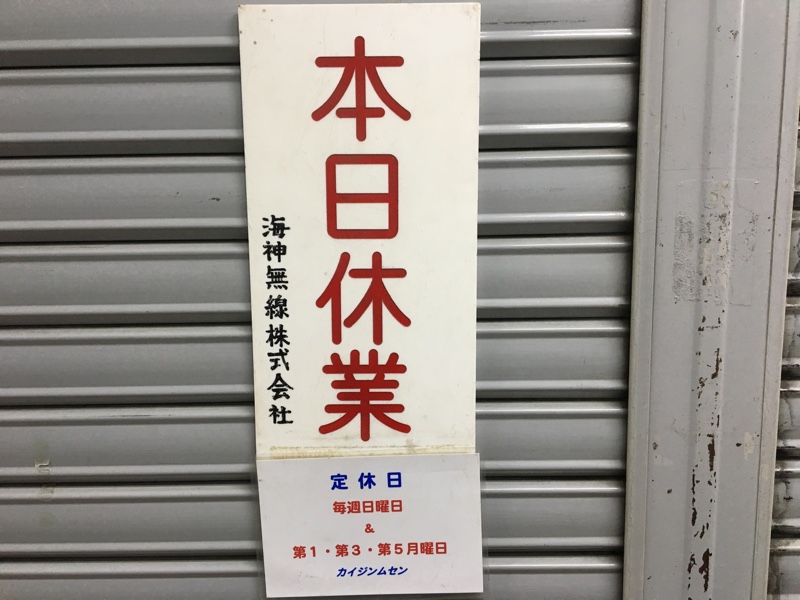 本日休業
海神無線株式会社
定休日
毎週日曜日
&
第1・第3・第5月曜日
カイジンムセン